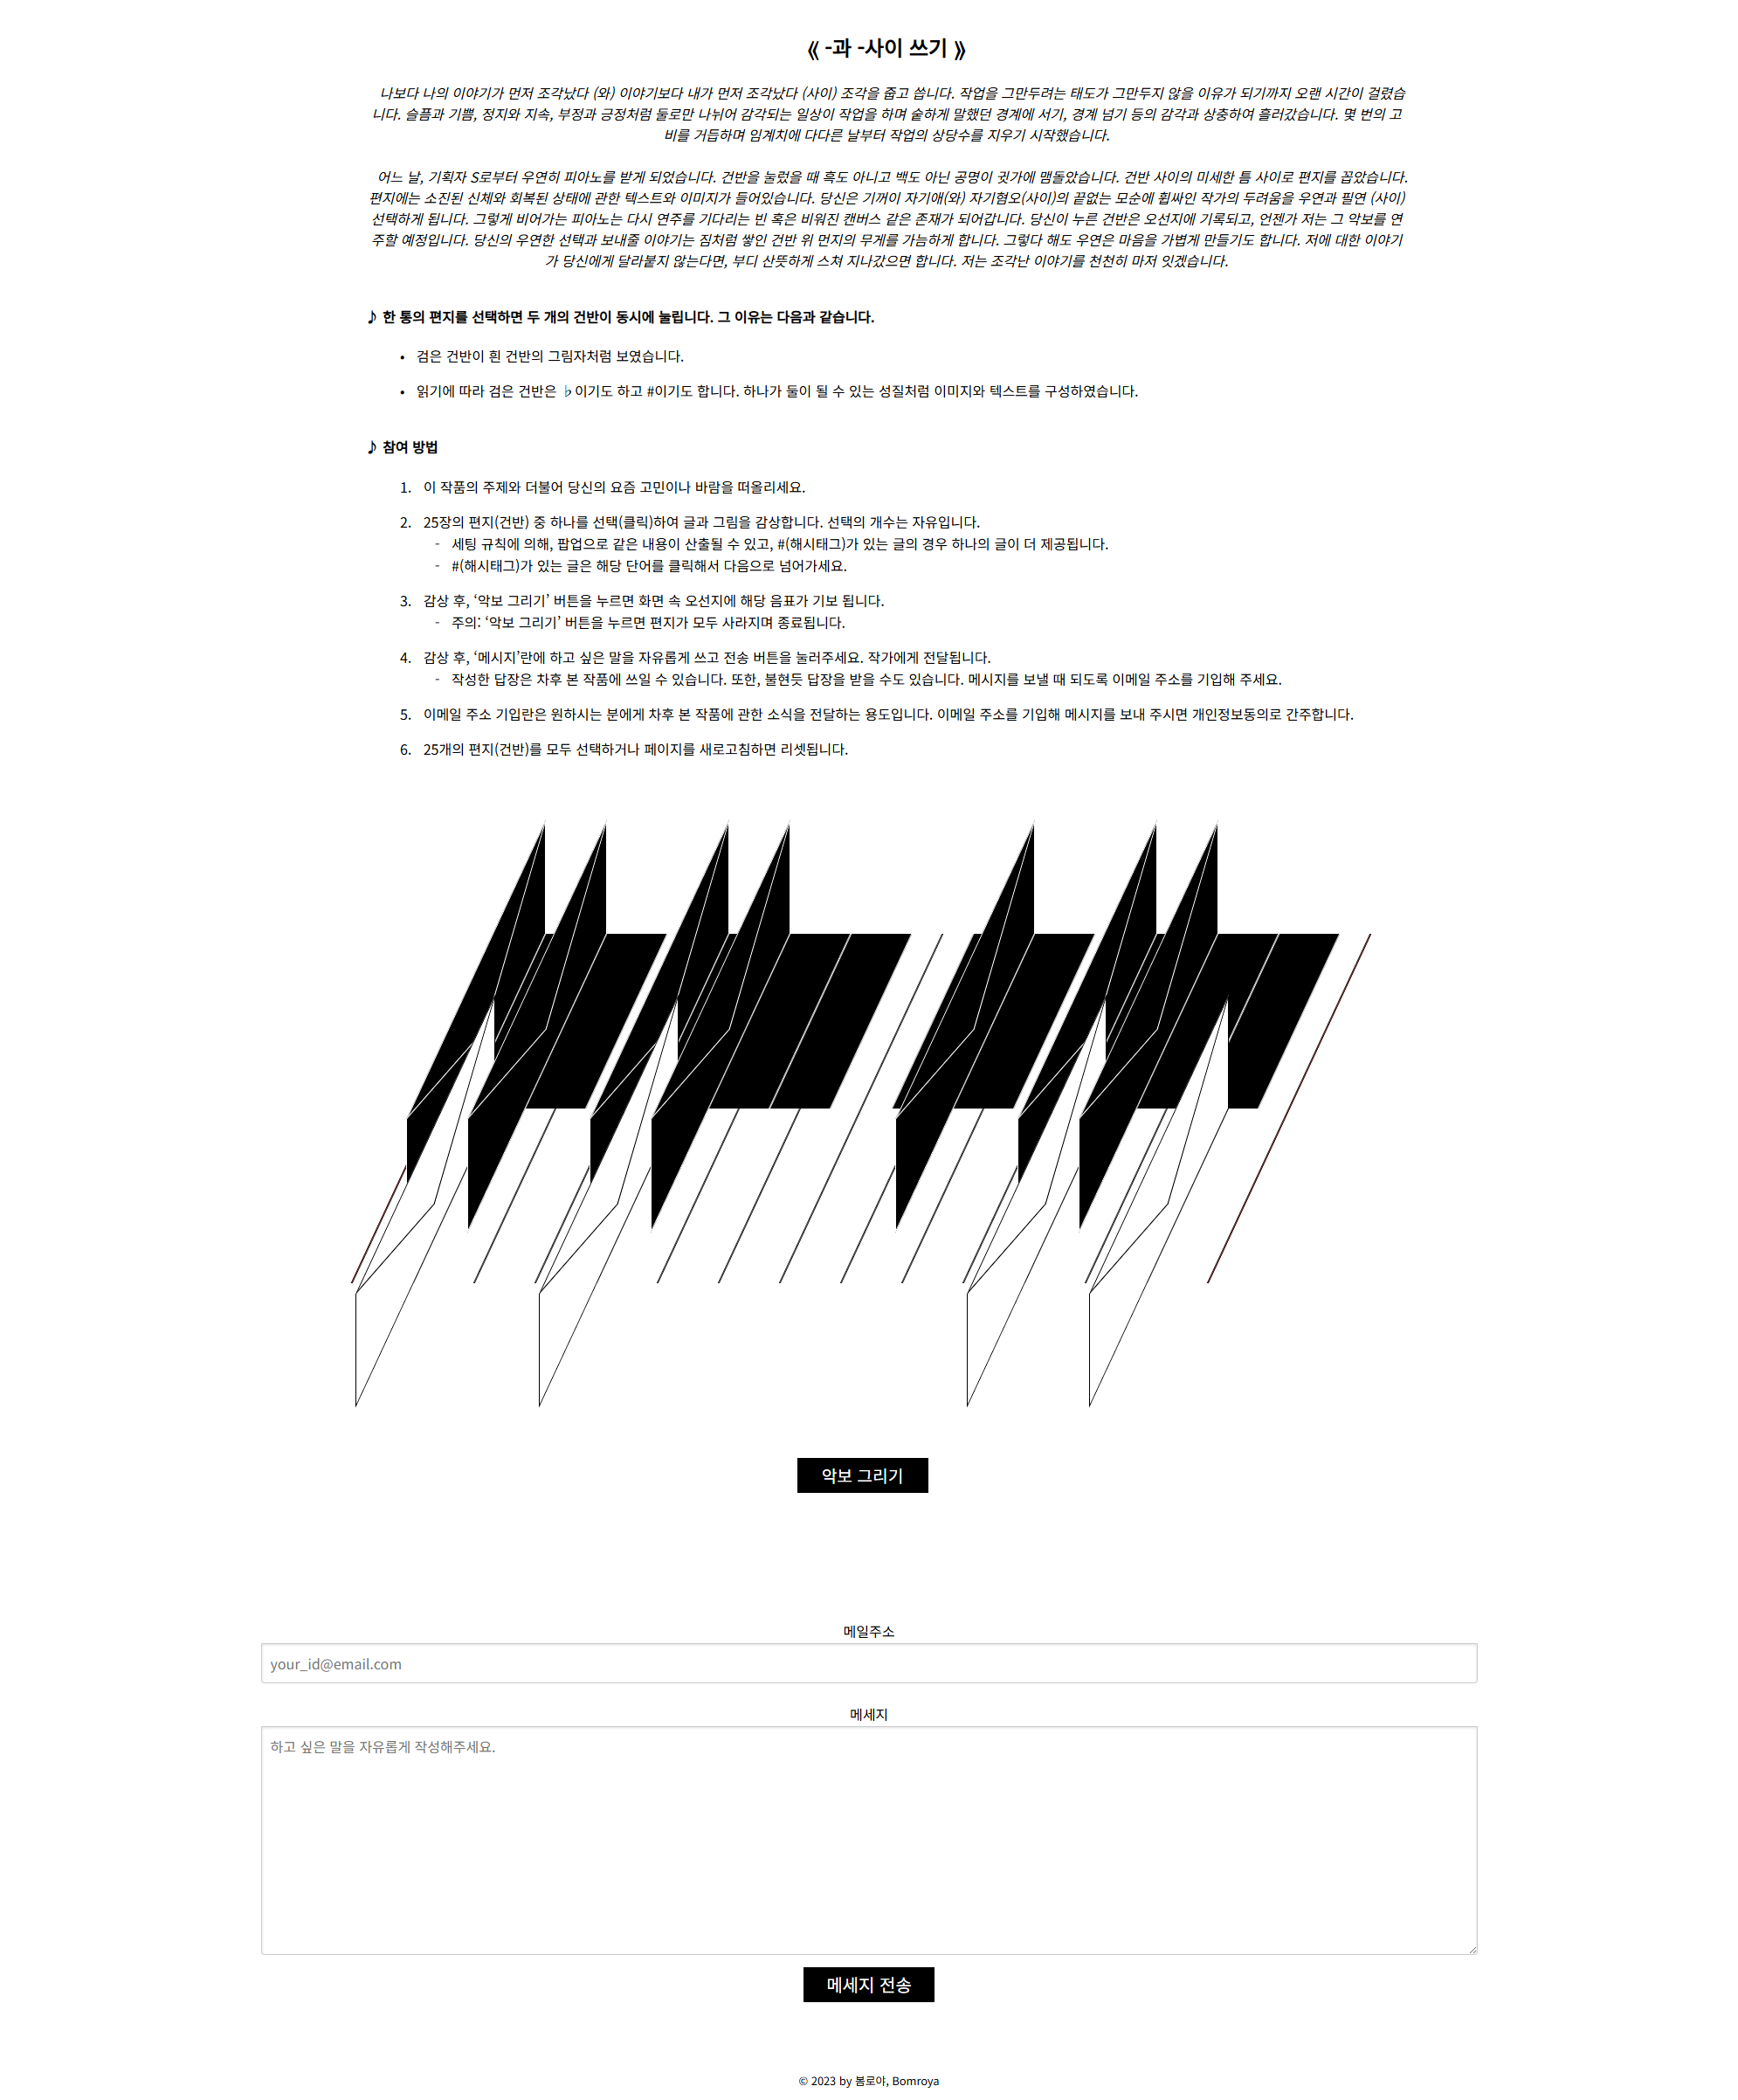 ⟪ -과 -사이 쓰기 ⟫
나보다 나의 이야기가 먼저 조각났다 (와) 이야기보다 내가 먼저 조각났다 (사이) 조각을 줍고 씁니다. 작업을 그만두려는 태도가 그만두지 않을 이유가 되기까지 오랜 시간이 걸렸습
니다. 슬픔과 기쁨, 정지와 지속, 부정과 긍정처럼 둘로만 나뉘어 감각되는 일상이 작업을 하며 숱하게 말했던 경계에 서기, 경계 넘기 등의 감각과 상충하여 흘러갔습니다. 몇 번의 고
비를 거듭하며 임계치에 다다른 날부터 작업의 상당수를 지우기 시작했습니다.
어느 날, 기획자 S로부터 우연히 피아노를 받게 되었습니다. 건반을 눌렀을 때 흑도 아니고 백도 아닌 공명이 귓가에 맴돌았습니다. 건반 사이의 미세한 틈 사이로 편지를 꼽았습니다.
편지에는 소진된 신체와 회복된 상태에 관한 텍스트와 이미지가 들어있습니다. 당신은 기꺼이 자기애(와) 자기혐오(사이)의 끝없는 모순에 휩싸인 작가의 두려움을 우연과 필연 (사이)
선택하게 됩니다. 그렇게 비어가는 피아노는 다시 연주를 기다리는 빈 혹은 비워진 캔버스 같은 존재가 되어갑니다. 당신이 누른 건반은 오선지에 기록되고, 언젠가 저는 그 악보를 연
주할 예정입니다. 당신의 우연한 선택과 보내줄 이야기는 짐처럼 쌓인 건반 위 먼지의 무게를 가늠하게 합니다. 그렇다 해도 우연은 마음을 가볍게 만들기도 합니다. 저에 대한 이야기
가 당신에게 달라붙지 않는다면, 부디 산뜻하게 스쳐 지나갔으면 합니다. 저는 조각난 이야기를 천천히 마저 잇겠습니다.
♪ 한 통의 편지를 선택하면 두 개의 건반이 동시에 눌립니다. 그 이유는 다음과 같습니다.
• 검은 건반이 흰 건반의 그림자처럼 보였습니다.
• 읽기에 따라 검은 건반은 ♭이기도 하고 #이기도 합니다. 하나가 둘이 될 수 있는 성질처럼 이미지와 텍스트를 구성하였습니다.
♪ 참여 방법
1. 이 작품의 주제와 더불어 당신의 요즘 고민이나 바람을 떠올리세요.
2. 25장의 편지(건반) 중 하나를 선택(클릭)하여 글과 그림을 감상합니다. 선택의 개수는 자유입니다.
- 세팅 규칙에 의해, 팝업으로 같은 내용이 산출될 수 있고, #(해시태그)가 있는 글의 경우 하나의 글이 더 제공됩니다.
- #(해시태그)가 있는 글은 해당 단어를 클릭해서 다음으로 넘어가세요.
3. 감상 후, ‘악보 그리기’ 버튼을 누르면 화면 속 오선지에 해당 음표가 기보 됩니다.
- 주의: ‘악보 그리기’ 버튼을 누르면 편지가 모두 사라지며 종료됩니다.
4. 감상 후, ‘메시지’란에 하고 싶은 말을 자유롭게 쓰고 전송 버튼을 눌러주세요. 작가에게 전달됩니다.
- 작성한 답장은 차후 본 작품에 쓰일 수 있습니다. 또한, 불현듯 답장을 받을 수도 있습니다. 메시지를 보낼 때 되도록 이메일 주소를 기입해 주세요.
5. 이메일 주소 기입란은 원하시는 분에게 차후 본 작품에 관한 소식을 전달하는 용도입니다. 이메일 주소를 기입해 메시지를 보내 주시면 개인정보동의로 간주합니다.
6. 25개의 편지(건반)를 모두 선택하거나 페이지를 새로고침하면 리셋됩니다.
악보 그리기
메일주소
your_id@email.com
메세지
하고 싶은 말을 자유롭게 작성해주세요.
메세지 전송
© 2023 by 봄로야, Bomroya